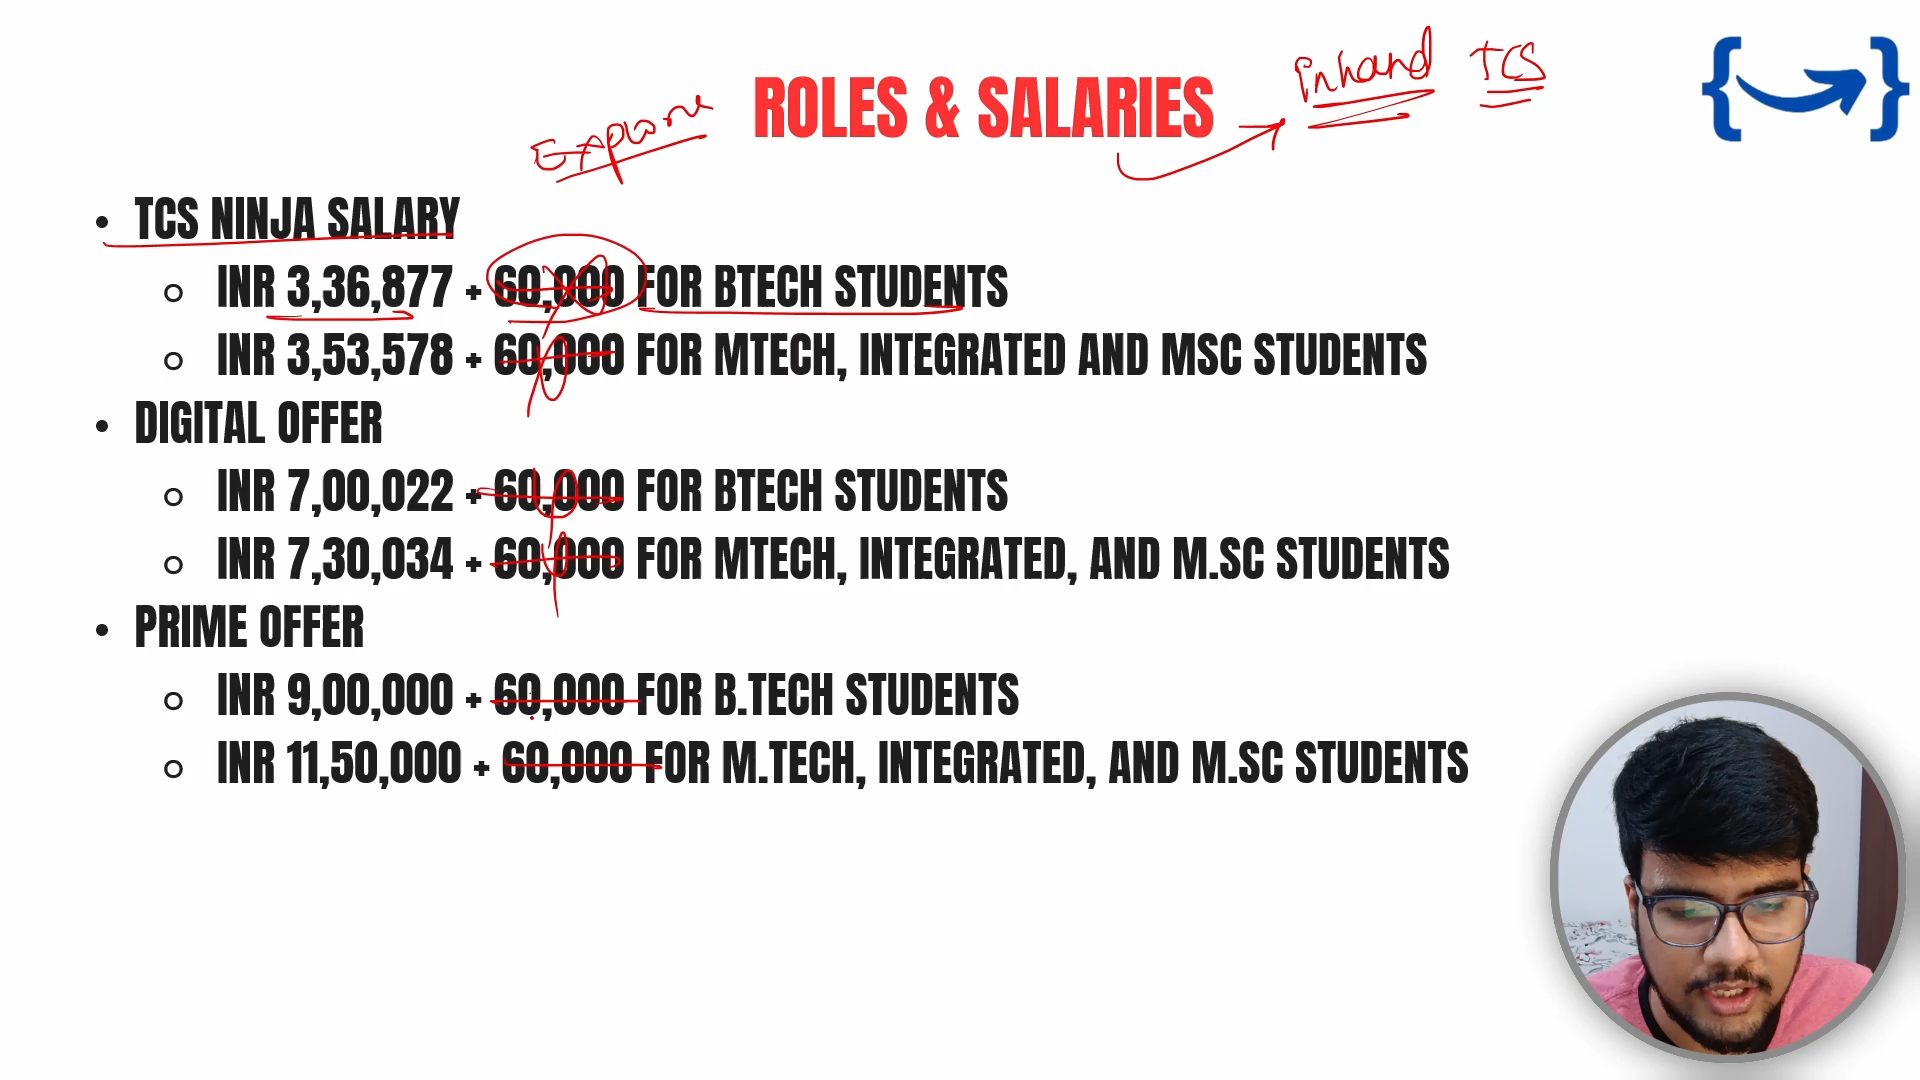 Inhand TCS
ROLES & SALARIES
• TCS NINJA SALARY
○ INR 3,36,877 + 60,000 FOR BTECH STUDENTS
○ INR 3,53,578 + 60,000 FOR MTECH, INTEGRATED AND MSC STUDENTS
• DIGITAL OFFER
○ INR 7,00,022 + 60,000 FOR BTECH STUDENTS
○ INR 7,30,034 + 60,000 FOR MTECH, INTEGRATED, AND M.SC STUDENTS
• PRIME OFFER
○ INR 9,00,000 + 60,000 FOR B.TECH STUDENTS
○ INR 11,50,000 + 60,000 FOR M.TECH, INTEGRATED, AND M.SC STUDENTS